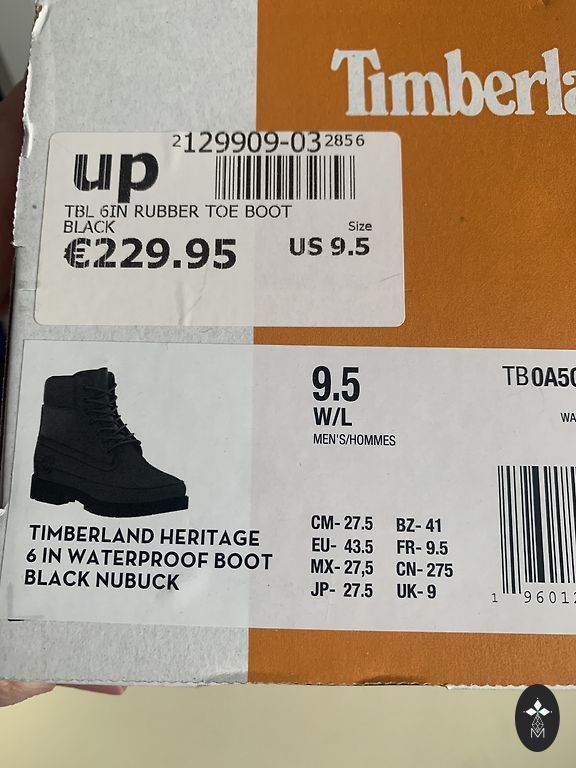 Timberla
2129909-032856
up
TBL 6IN RUBBER TOE BOOT
BLACK
Size
€229.95 US 9.5
9.5
W/L
MEN'S/HOMMES
TB0A5
WA
CM- 27.5 BZ- 41
EU- 43.5 FR- 9.5
MX- 27,5 CN- 275
JP- 27.5 UK- 9
TIMBERLAND HERITAGE
6 IN WATERPROOF BOOT
BLACK NUBUCK
1 96012
M